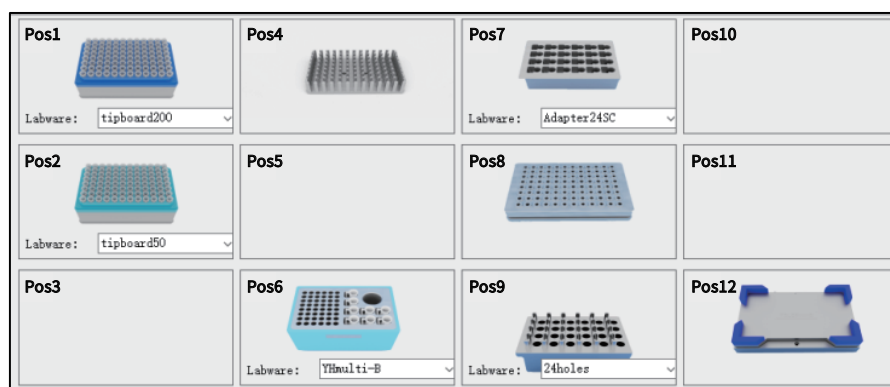 Pos1
Pos4
Pos7
Pos10
Labware: tipboard200
Labware: Adapter24SC
Pos2
Pos5
Pos8
Pos11
Labware: tipboard50
Pos3
Pos6
Pos9
Pos12
Labware: YHmulti-B
Labware: 24holes